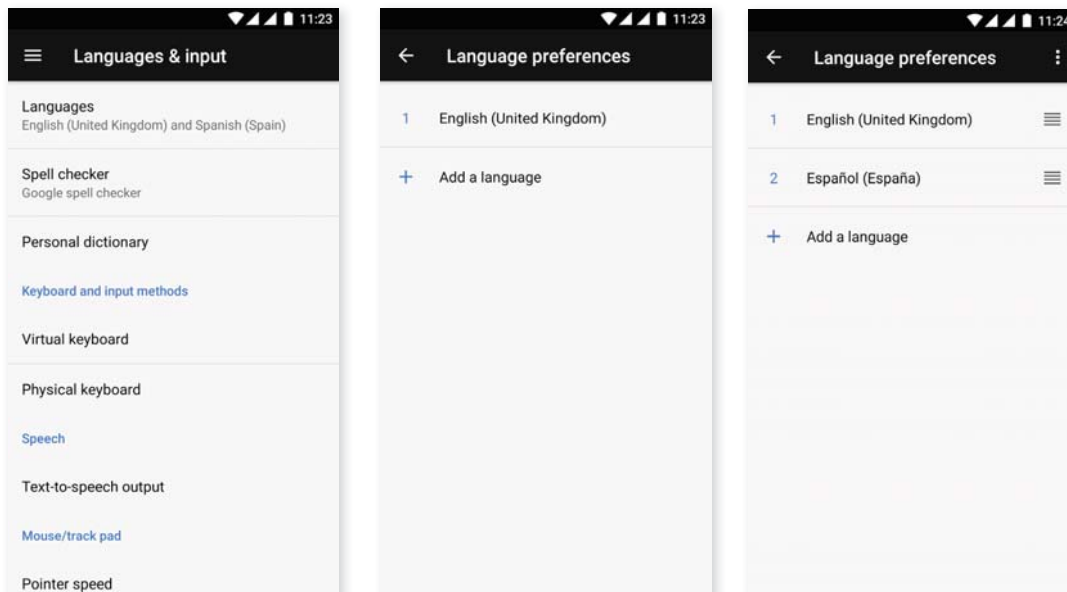 11:23
Languages & input
Languages
English (United Kingdom) and Spanish (Spain)
Spell checker
Google spell checker
Personal dictionary
Keyboard and input methods
Virtual keyboard
Physical keyboard
Speech
Text-to-speech output
Mouse/track pad
Pointer speed
11:23
Language preferences
1 English (United Kingdom)
+ Add a language
11:24
Language preferences
1 English (United Kingdom)
2 Español (España)
+ Add a language